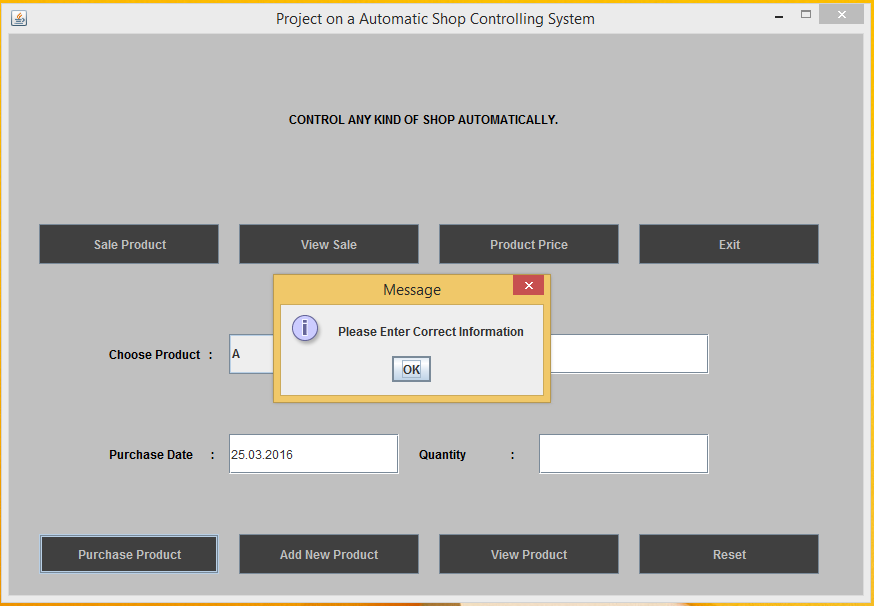 Project on a Automatic Shop Controlling System
CONTROL ANY KIND OF SHOP AUTOMATICALLY.
Sale Product View Sale Product Price Exit
Message
i Please Enter Correct Information
OK
Choose Product : A
Purchase Date : 25.03.2016 Quantity :
Purchase Product Add New Product View Product Reset